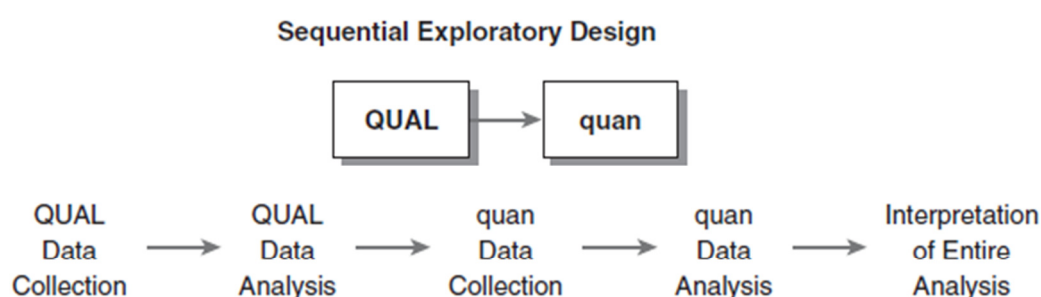 Sequential Exploratory Design
QUAL
quan
QUAL
Data
Collection
QUAL
Data
Analysis
quan
Data
Collection
quan
Data
Analysis
Interpretation
of Entire
Analysis